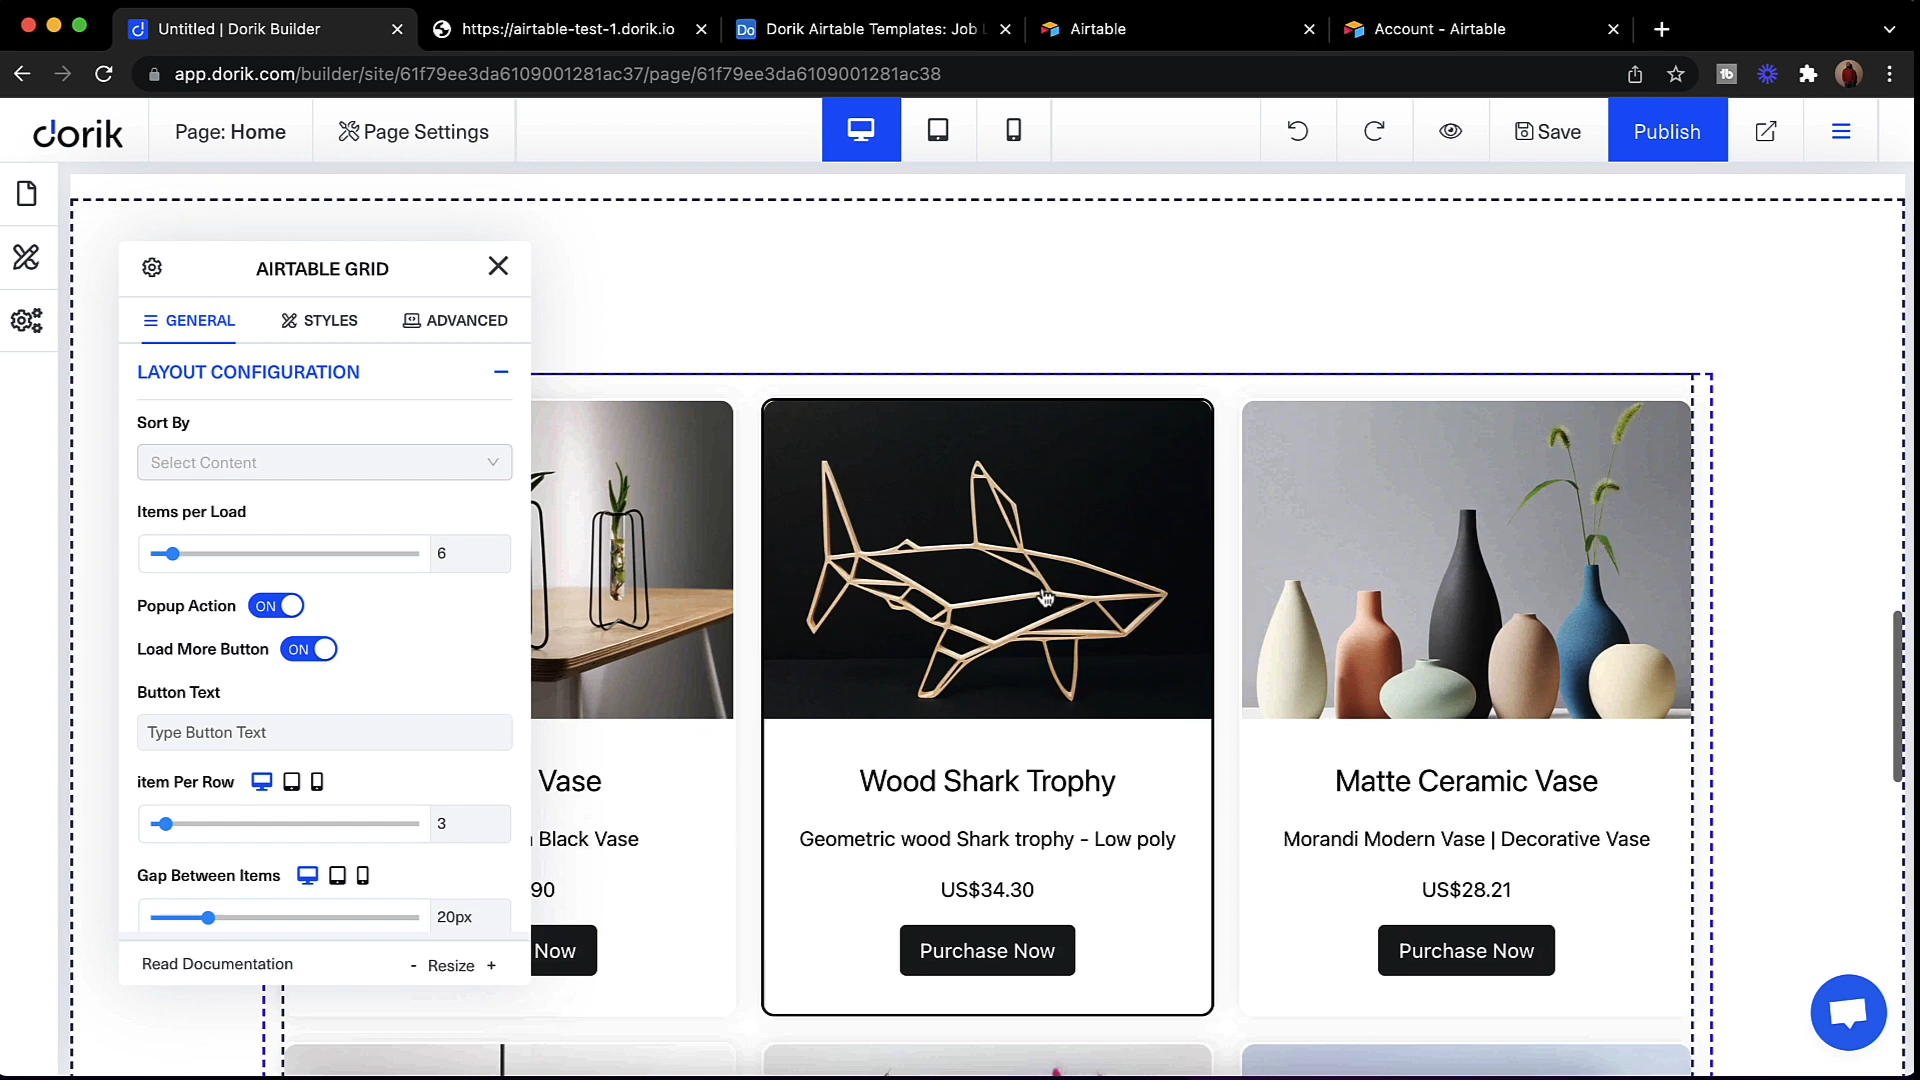 Untitled | Dorik Builder
https://airtable-test-1.dorik.io
Do
Dorik Airtable Templates: Job
Airtable
Account - Airtable
app.dorik.com/builder/site/61f79ee3da6109001281ac37/page/61f79ee3da6109001281ac38
tb
dorik
Page: Home
Page Settings
Save
Publish
AIRTABLE GRID
GENERAL
STYLES
ADVANCED
LAYOUT CONFIGURATION
Sort By
Select Content
Items per Load
6
Popup Action
ON
Load More Button
ON
Button Text
Type Button Text
item Per Row
3
Gap Between Items
20px
Read Documentation
- Resize +
Vase
Black Vase
90
Now
Wood Shark Trophy
Geometric wood Shark trophy - Low poly
US$34.30
Purchase Now
Matte Ceramic Vase
Morandi Modern Vase | Decorative Vase
US$28.21
Purchase Now